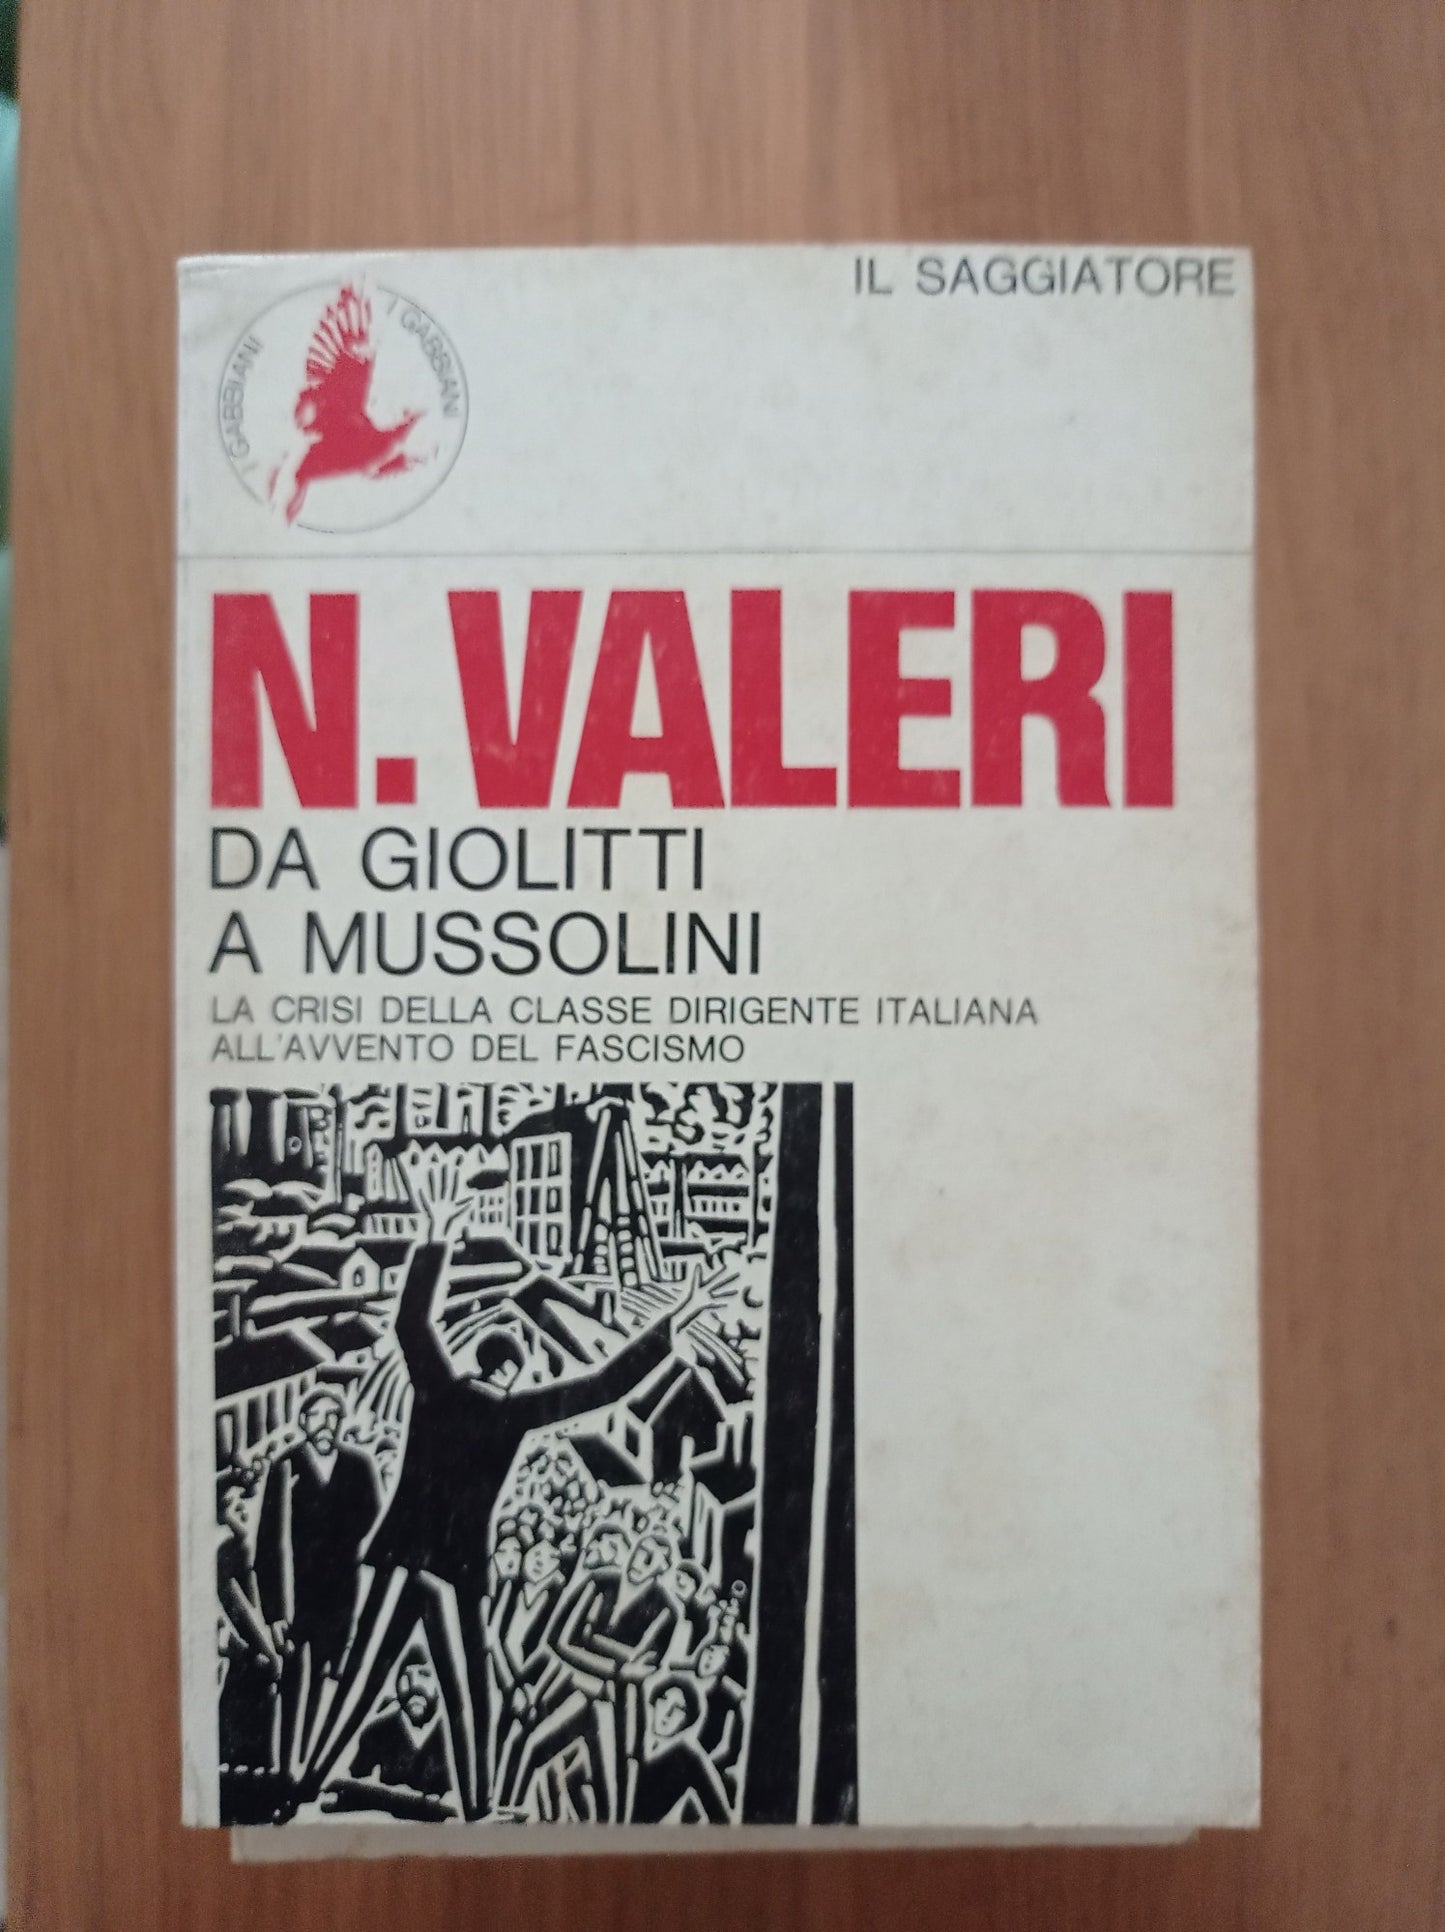 IL SAGGIATORE
I GABBIANI
I GABBIANI
N. VALERI
DA GIOLITTI
A MUSSOLINI
LA CRISI DELLA CLASSE DIRIGENTE ITALIANA
ALL'AVVENTO DEL FASCISMO